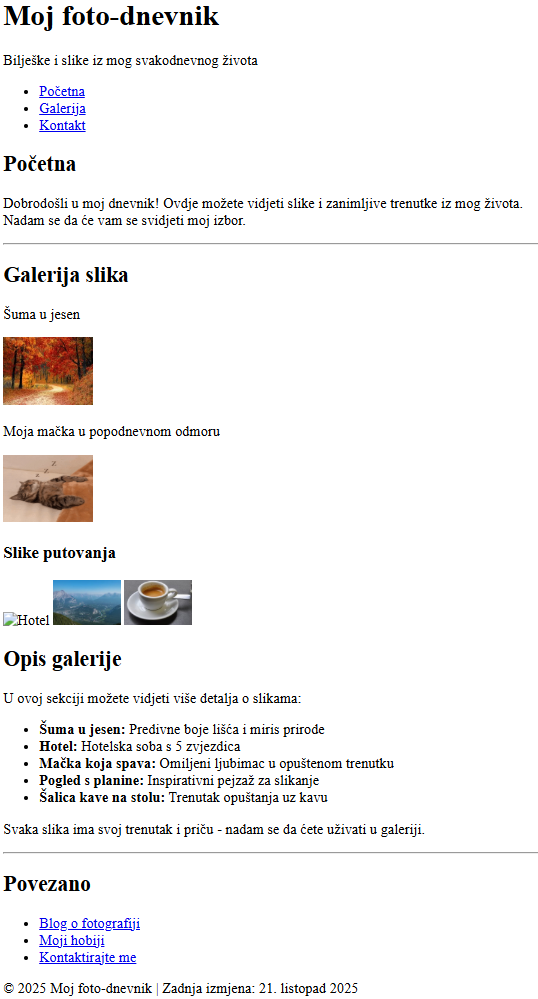 Moj foto-dnevnik
Bilješke i slike iz mog svakodnevnog života
Početna
Galerija
Kontakt
Početna
Dobrodošli u moj dnevnik! Ovdje možete vidjeti slike i zanimljive trenutke iz mog života.
Nadam se da će vam se svidjeti moj izbor.
Galerija slika
Šuma u jesen
Moja mačka u popodnevnom odmoru
z z z
Slike putovanja
Hotel
Opis galerije
U ovoj sekciji možete vidjeti više detalja o slikama:
Šuma u jesen: Predivne boje lišća i miris prirode
Hotel: Hotelska soba s 5 zvjezdica
Mačka koja spava: Omiljeni ljubimac u opuštenom trenutku
Pogled s planine: Inspirativni pejzaž za slikanje
Šalica kave na stolu: Trenutak opuštanja uz kavu
Svaka slika ima svoj trenutak i priču - nadam se da ćete uživati u galeriji.
Povezano
Blog o fotografiji
Moji hobiji
Kontaktirajte me
© 2025 Moj foto-dnevnik | Zadnja izmjena: 21. listopad 2025